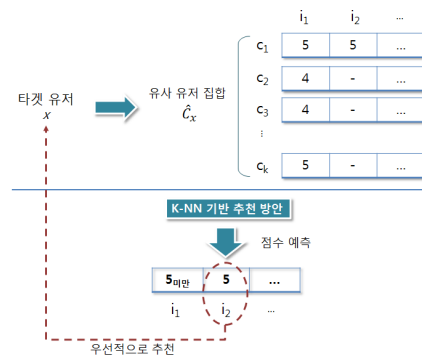 i1 i2 ...
c1 5 5 ...
c2 4 - ...
타겟 유저
x
유사 유저 집합
Ĉx
c3 4 - ...
⋮
ck 5 - ...
K-NN 기반 추천 방안
점수 예측
5미만 5 ...
i1 i2 ...
우선적으로 추천